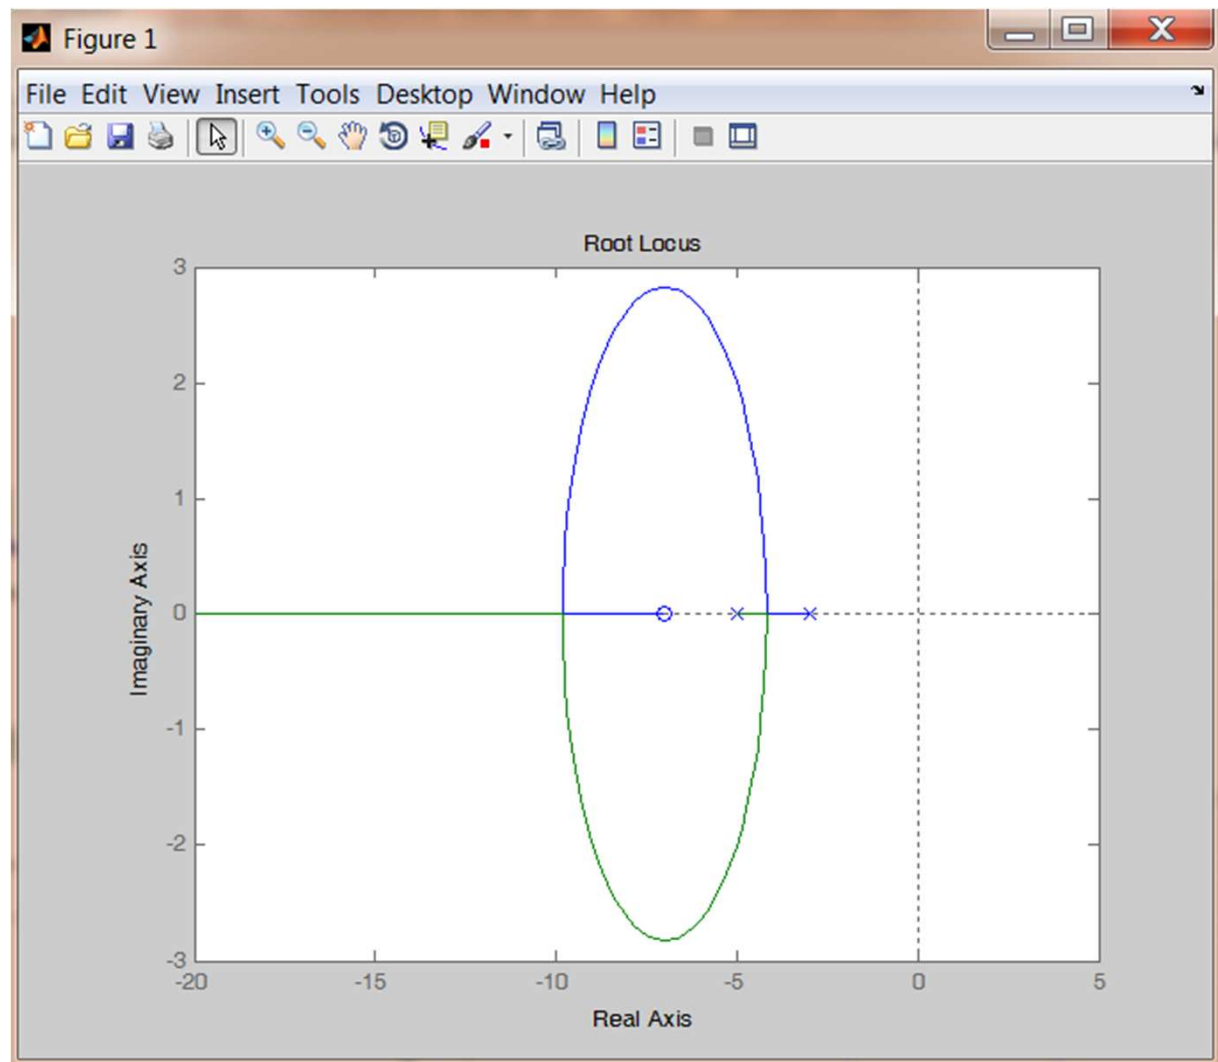 Figure 1
File Edit View Insert Tools Desktop Window Help
Root Locus
3
2
1
0
-1
-2
-3
Imaginary Axis
-20 -15 -10 -5 0 5
Real Axis